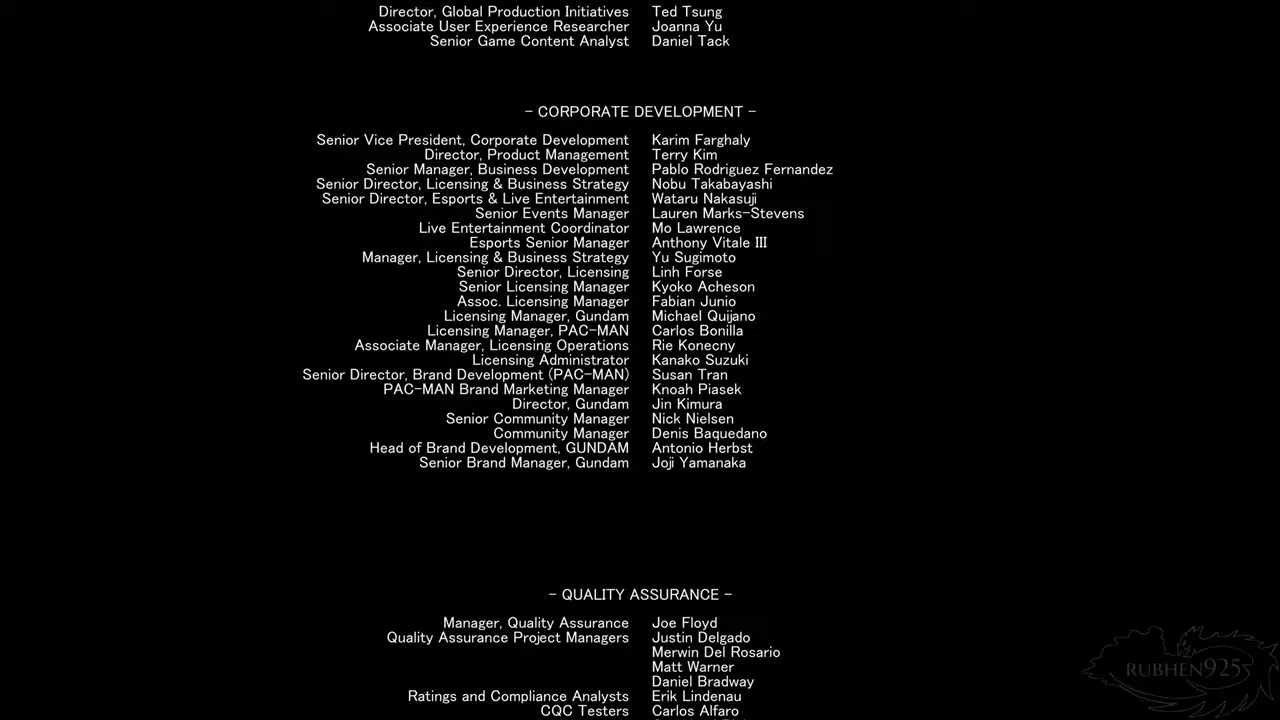 Director, Global Production Initiatives Ted Tsung
Associate User Experience Researcher Joanna Yu
Senior Game Content Analyst Daniel Tack
- CORPORATE DEVELOPMENT -
Senior Vice President, Corporate Development Karim Farghaly
Director, Product Management Terry Kim
Senior Manager, Business Development Pablo Rodriguez Fernandez
Senior Director, Licensing & Business Strategy Nobu Takabayashi
Senior Director, Esports & Live Entertainment Wataru Nakasuji
Senior Events Manager Lauren Marks-Stevens
Live Entertainment Coordinator Mo Lawrence
Esports Senior Manager Anthony Vitale III
Manager, Licensing & Business Strategy Yu Sugimoto
Senior Director, Licensing Linh Forse
Senior Licensing Manager Kyoko Acheson
Assoc. Licensing Manager Fabian Junio
Licensing Manager, Gundam Michael Quijano
Licensing Manager, PAC-MAN Carlos Bonilla
Associate Manager, Licensing Operations Rie Konecny
Licensing Administrator Kanako Suzuki
Senior Director, Brand Development (PAC-MAN) Susan Tran
PAC-MAN Brand Marketing Manager Knoah Piasek
Director, Gundam Jin Kimura
Senior Community Manager Nick Nielsen
Community Manager Denis Baquedano
Head of Brand Development, GUNDAM Antonio Herbst
Senior Brand Manager, Gundam Joji Yamanaka
- QUALITY ASSURANCE -
Manager, Quality Assurance Joe Floyd
Quality Assurance Project Managers Justin Delgado
Merwin Del Rosario
Matt Warner
Daniel Bradway
Ratings and Compliance Analysts Erik Lindenau
CQC Testers Carlos Alfaro
RUBHEN925